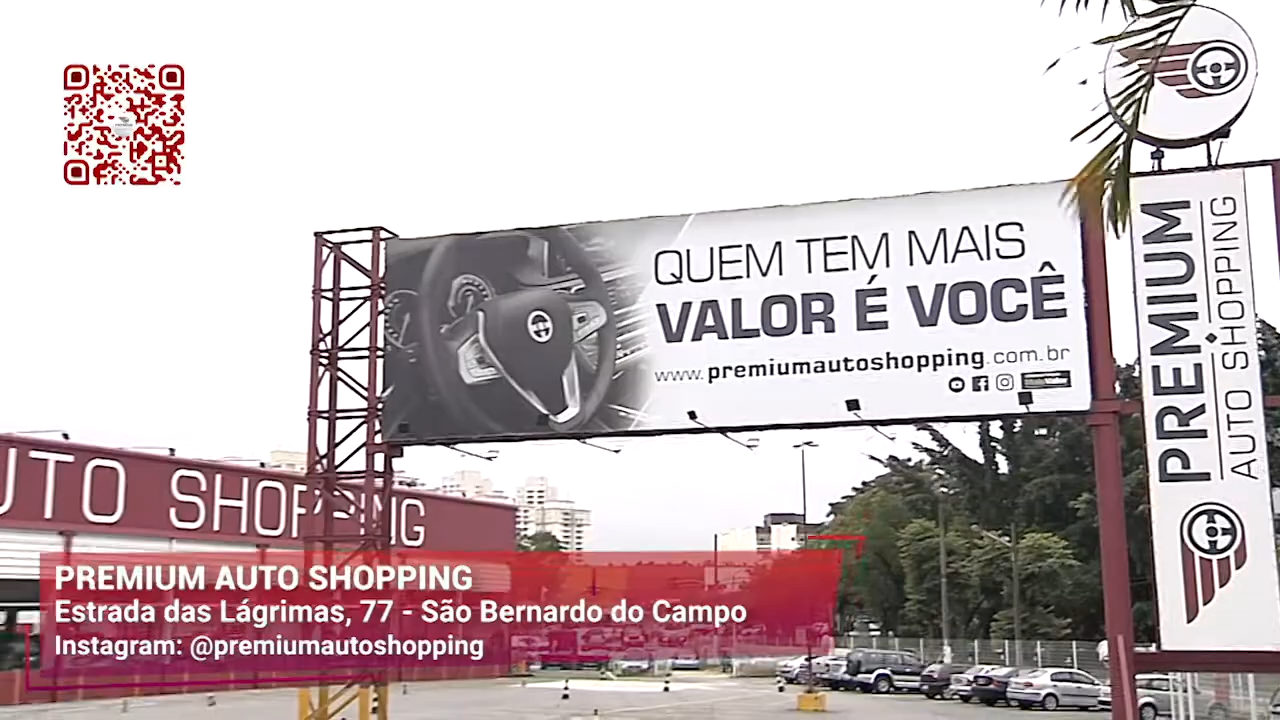 QUEM TEM MAIS
VALOR É VOCÊ
www.premiumautoshopping.com.br
PREMIUM
AUTO SHOPPING
UTO SHOPPING
PREMIUM AUTO SHOPPING
Estrada das Lágrimas, 77 - São Bernardo do Campo
Instagram: @premiumautoshopping